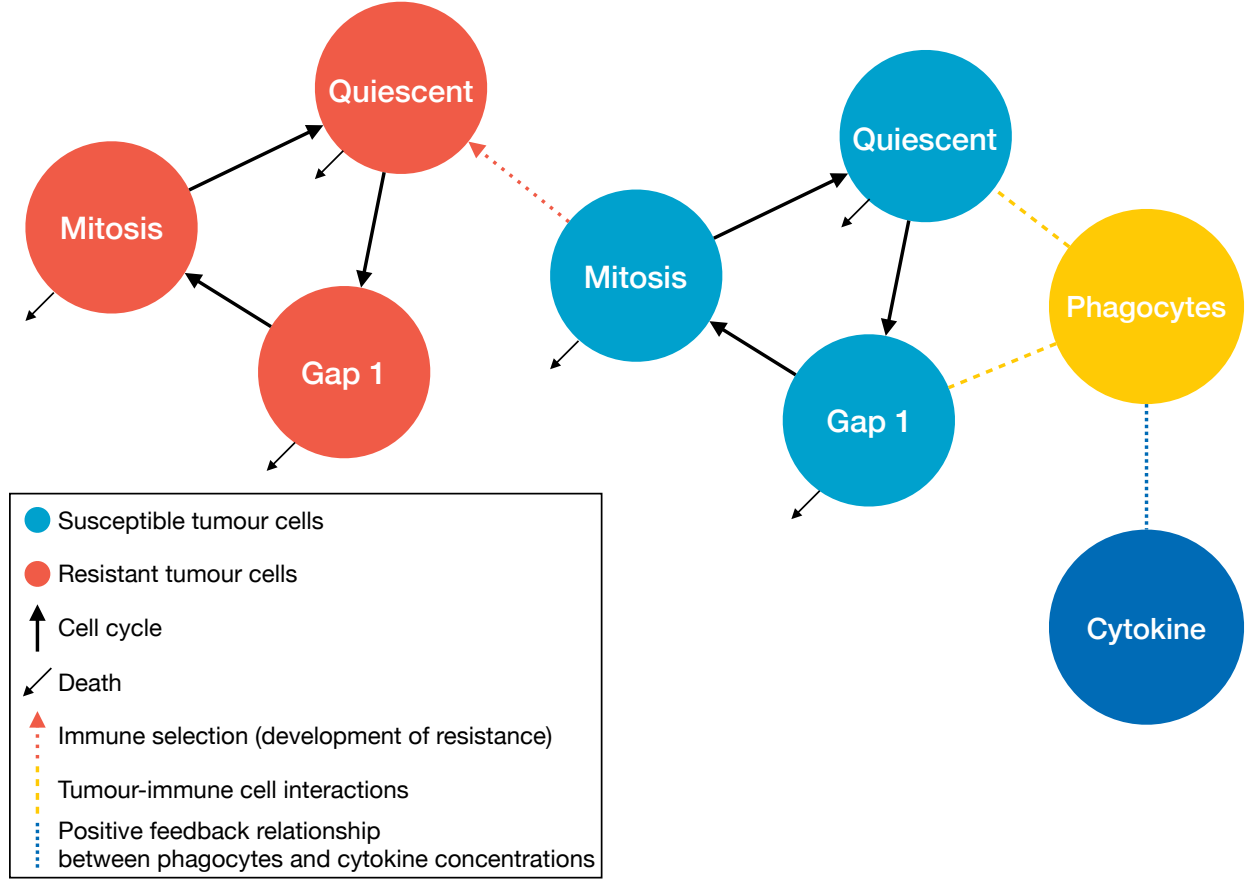 Quiescent
Mitosis
Gap 1
Quiescent
Mitosis
Gap 1
Phagocytes
Cytokine
Susceptible tumour cells
Resistant tumour cells
Cell cycle
Death
Immune selection (development of resistance)
Tumour-immune cell interactions
Positive feedback relationship
between phagocytes and cytokine concentrations